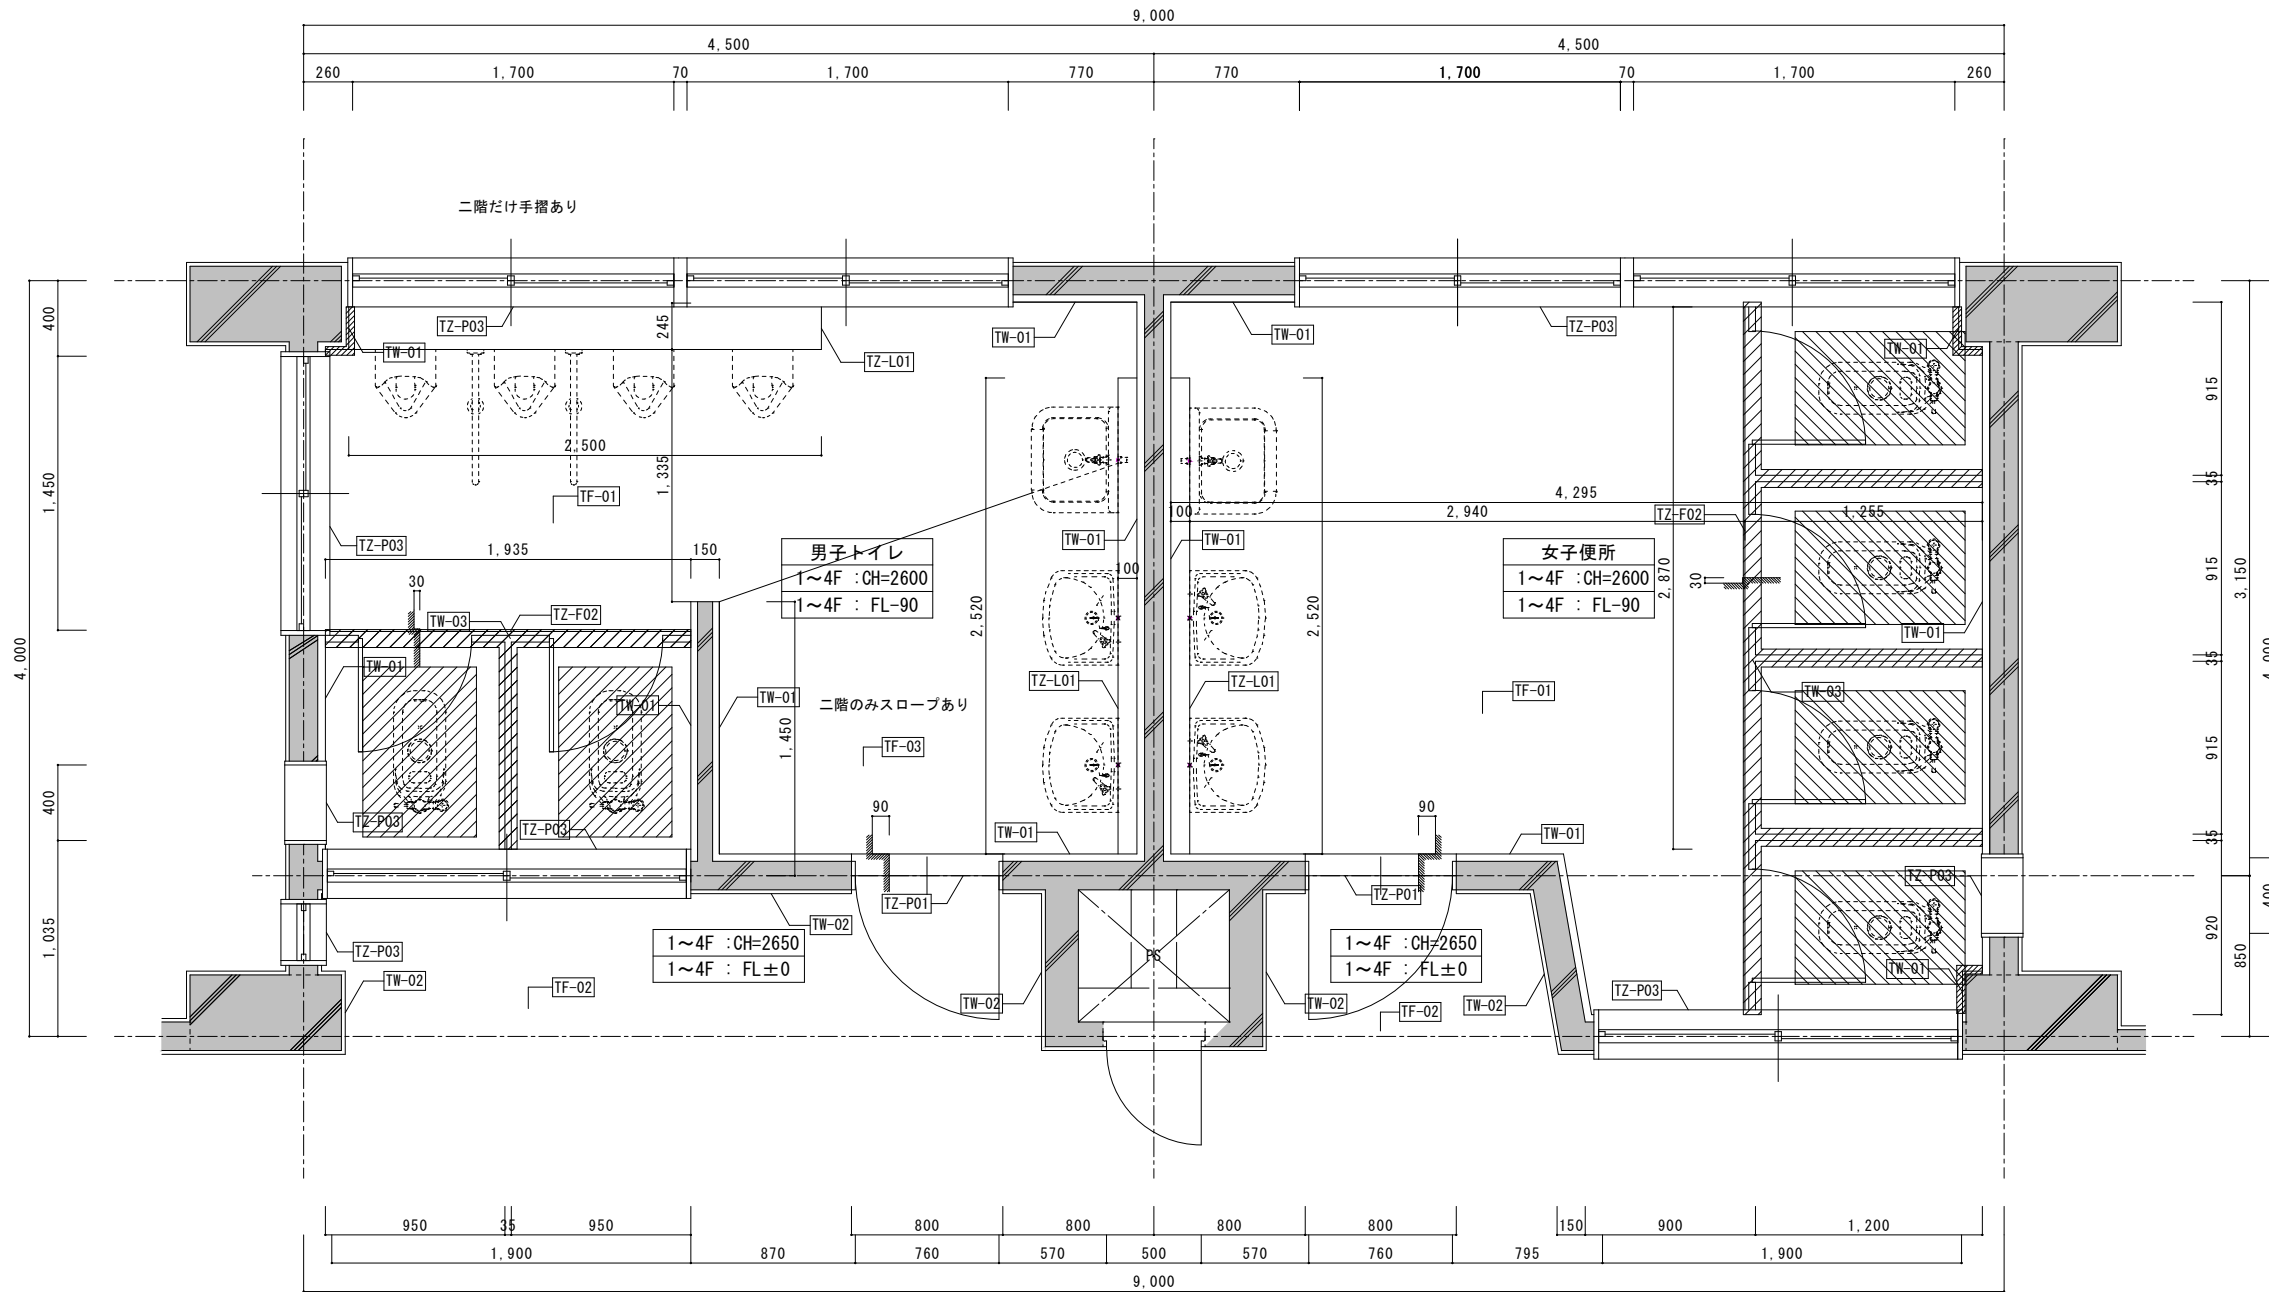 9,000
4,500
4,500
260
1,700
70
1,700
770
770
1,700
70
1,700
260
二階だけ手摺あり
400
TZ-P03
245
TW-01
TW-01
TZ-P03
TW-01
TZ-L01
TW-01
915
2,500
1,335
1,450
TF-01
35
4,295
100
2,940
TZ-F02
1,255
TZ-P03
TW-01
TW-01
1,935
150
男子トイレ
1～4F :CH=2600
1～4F : FL-90
女子便所
1～4F :CH=2600
1～4F : FL-90
100
30
30
915
3,150
2,520
2,520
2,870
TW-03
TZ-F02
TW-01
4,000
TW-01
35
4,000
TZ-L01
TZ-L01
TW-01
TW-01
TF-01
TW-03
二階のみスロープあり
1,450
TF-03
915
400
TZ-P03
TZ-P03
90
TW-01
90
TW-01
35
TZ-P01
TZ-P01
TZ-P03
400
TW-02
1～4F :CH=2650
1～4F : FL±0
1～4F :CH=2650
1～4F : FL±0
1,035
TZ-P03
PS
920
850
TW-01
TW-02
TF-02
TW-02
TW-02
TF-02
TW-02
TZ-P03
950
35
950
800
800
800
800
150
900
1,200
1,900
870
760
570
500
570
760
795
1,900
9,000